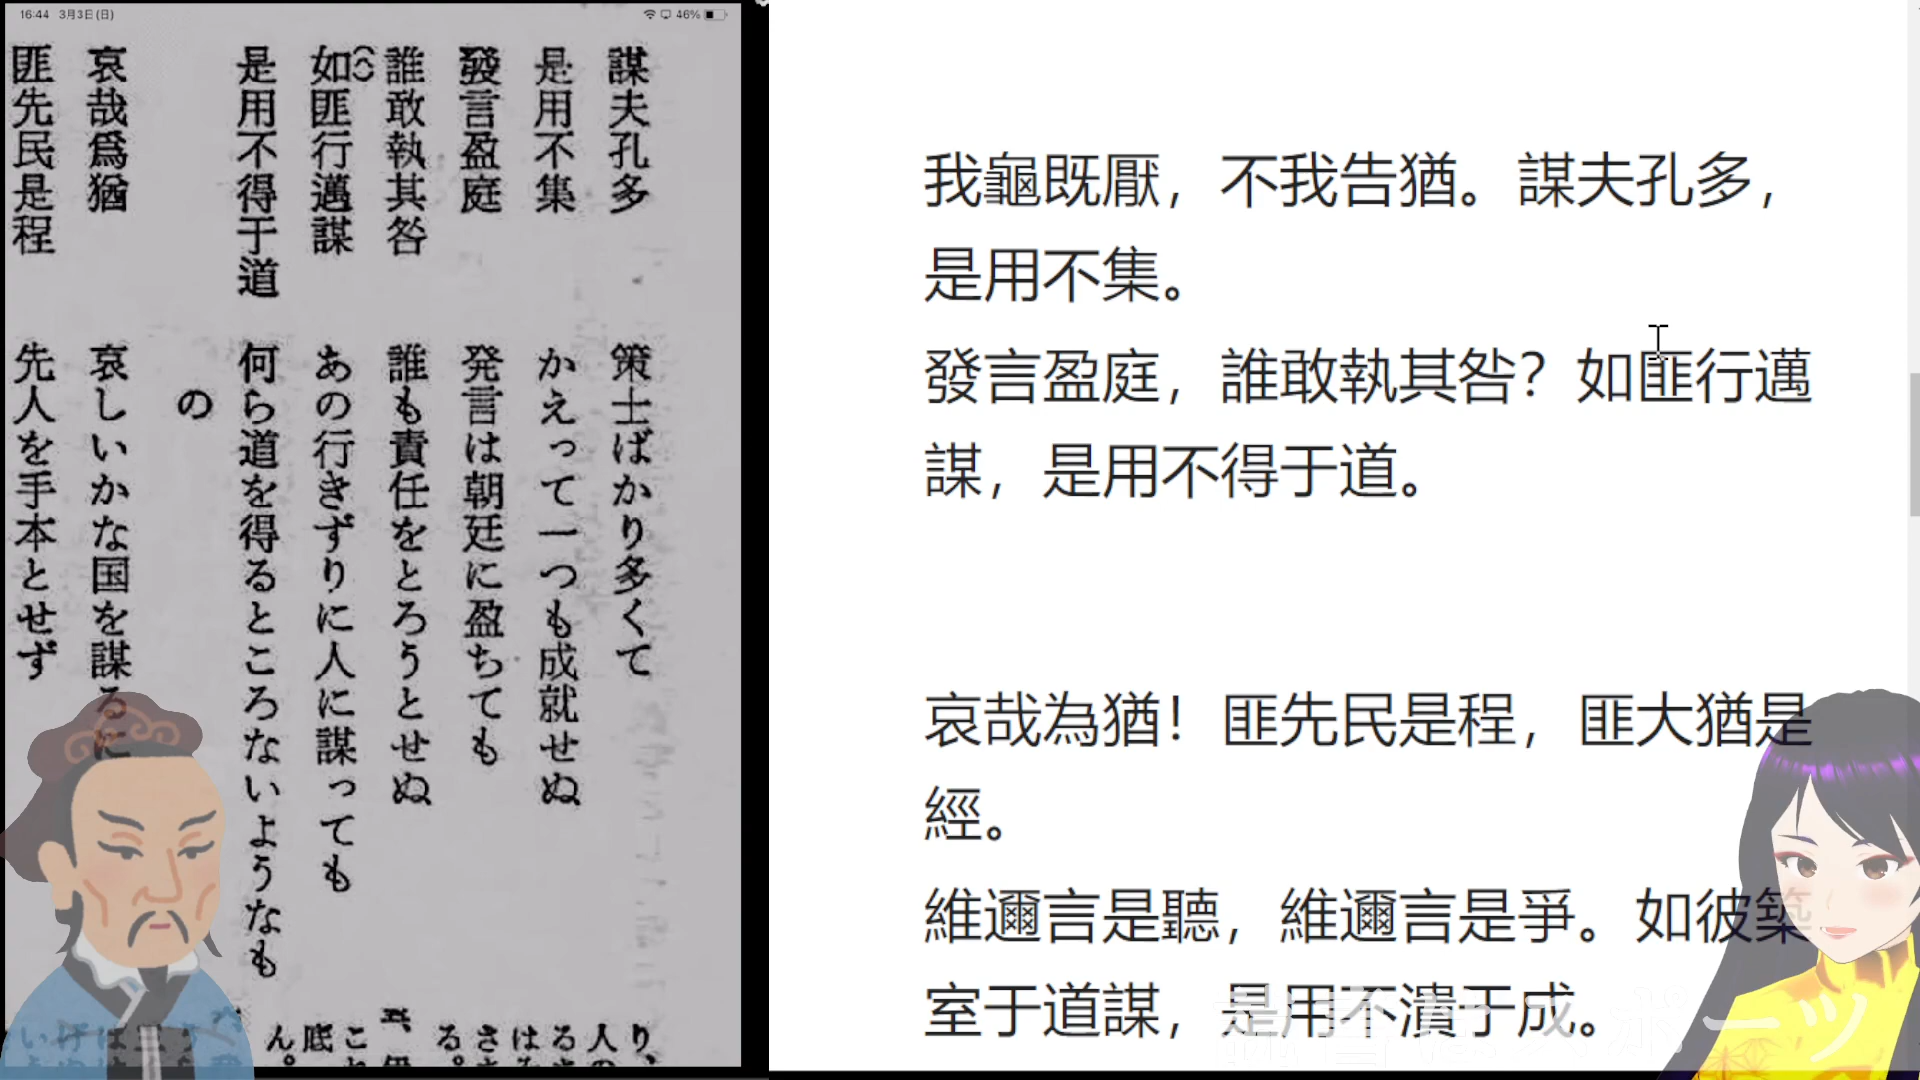 16:44 3月3日(日)
46%
謀夫孔多
是用不集
發言盈庭
誰敢執其咎
如匪行邁謀
是用不得于道
哀哉爲猶
匪先民是程
策士ばかり多くて
かえって一つも成就せぬ
発言は朝廷に盈ちても
誰も責任をとろうとせぬ
あの行きずりに人に謀っても
何ら道を得るところないようなも
の
哀しいかな国を謀るに
先人を手本とせず
我龜既厭，不我告猶。謀夫孔多，
是用不集。
發言盈庭，誰敢執其咎？如匪行邁
謀，是用不得于道。
哀哉為猶！匪先民是程，匪大猶是
經。
維邇言是聽，維邇言是爭。如彼築
室于道謀，是用不潰于成。